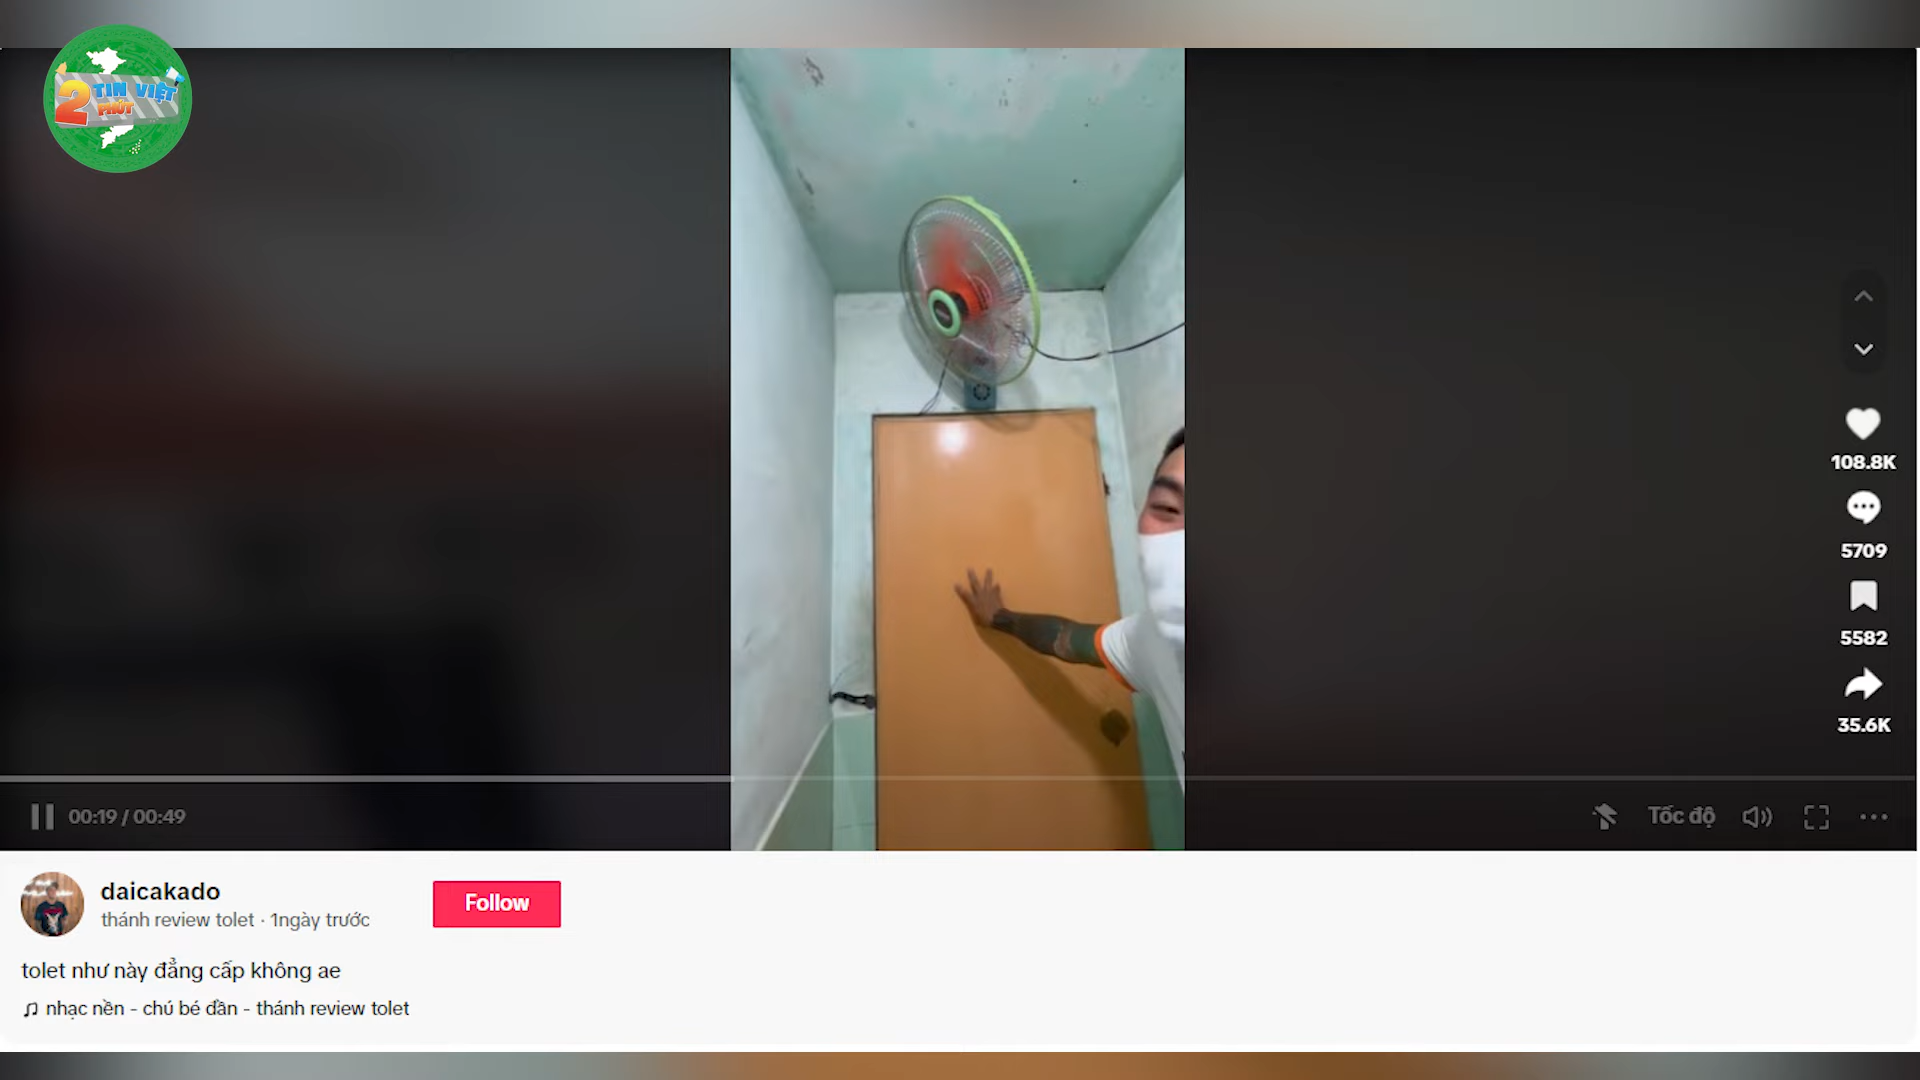 2 TIN VIỆT
PHÚT
108.8K
5709
5582
35.6K
00:19 / 00:49
Tốc độ
daicakado
Follow
thánh review tolet · 1ngày trước
tolet như này đẳng cấp không ae
nhạc nền - chú bé đần - thánh review tolet